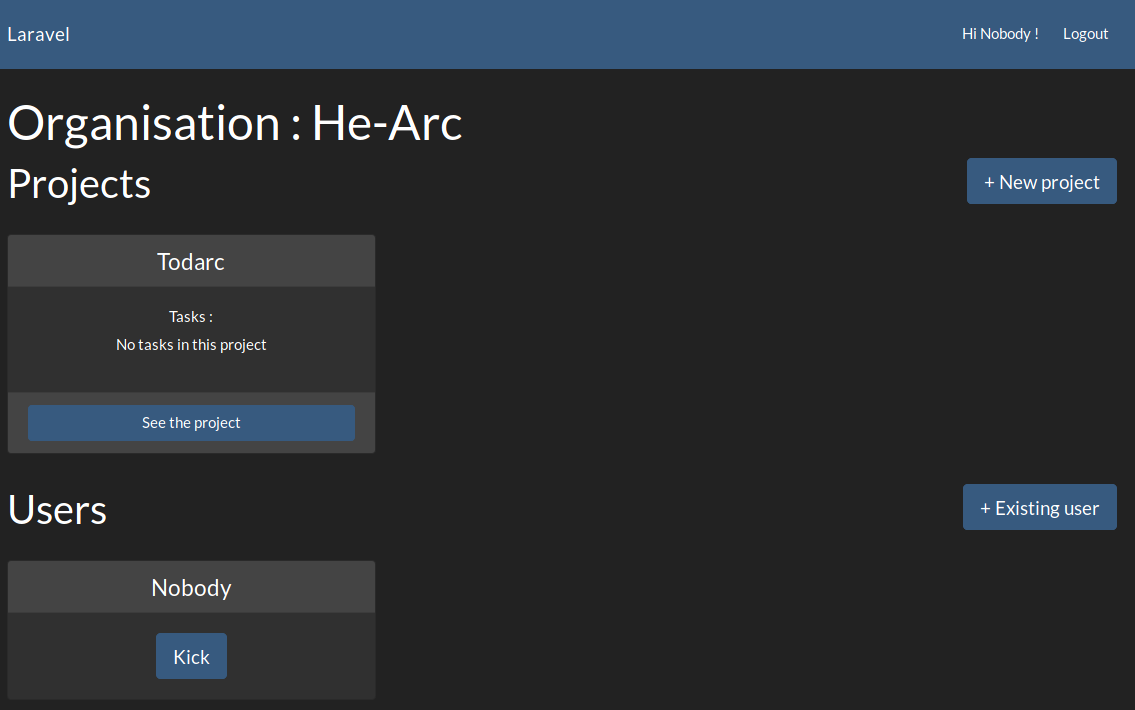 Laravel
Hi Nobody !
Logout
Organisation : He-Arc
Projects
+ New project
Todarc
Tasks :
No tasks in this project
See the project
Users
+ Existing user
Nobody
Kick